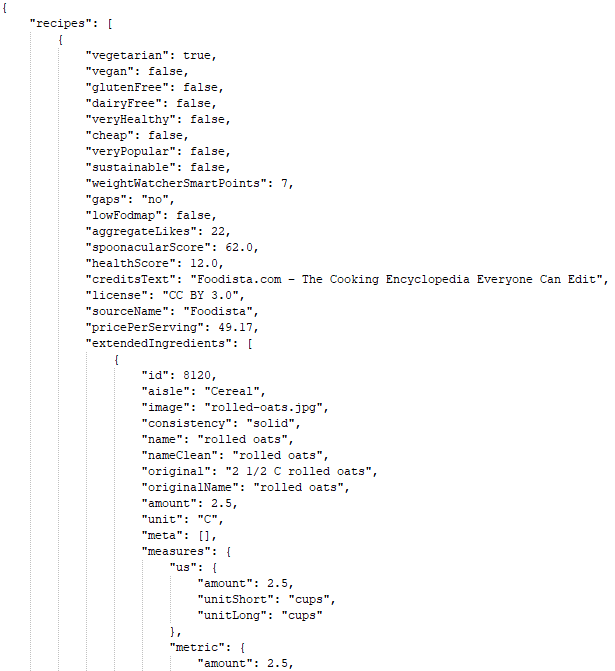 {
"recipes": [
{
"vegetarian": true,
"vegan": false,
"glutenFree": false,
"dairyFree": false,
"veryHealthy": false,
"cheap": false,
"veryPopular": false,
"sustainable": false,
"weightWatcherSmartPoints": 7,
"gaps": "no",
"lowFodmap": false,
"aggregateLikes": 22,
"spoonacularScore": 62.0,
"healthScore": 12.0,
"creditsText": "Foodista.com – The Cooking Encyclopedia Everyone Can Edit",
"license": "CC BY 3.0",
"sourceName": "Foodista",
"pricePerServing": 49.17,
"extendedIngredients": [
{
"id": 8120,
"aisle": "Cereal",
"image": "rolled-oats.jpg",
"consistency": "solid",
"name": "rolled oats",
"nameClean": "rolled oats",
"original": "2 1/2 C rolled oats",
"originalName": "rolled oats",
"amount": 2.5,
"unit": "C",
"meta": [],
"measures": {
"us": {
"amount": 2.5,
"unitShort": "cups",
"unitLong": "cups"
},
"metric": {
"amount": 2.5,